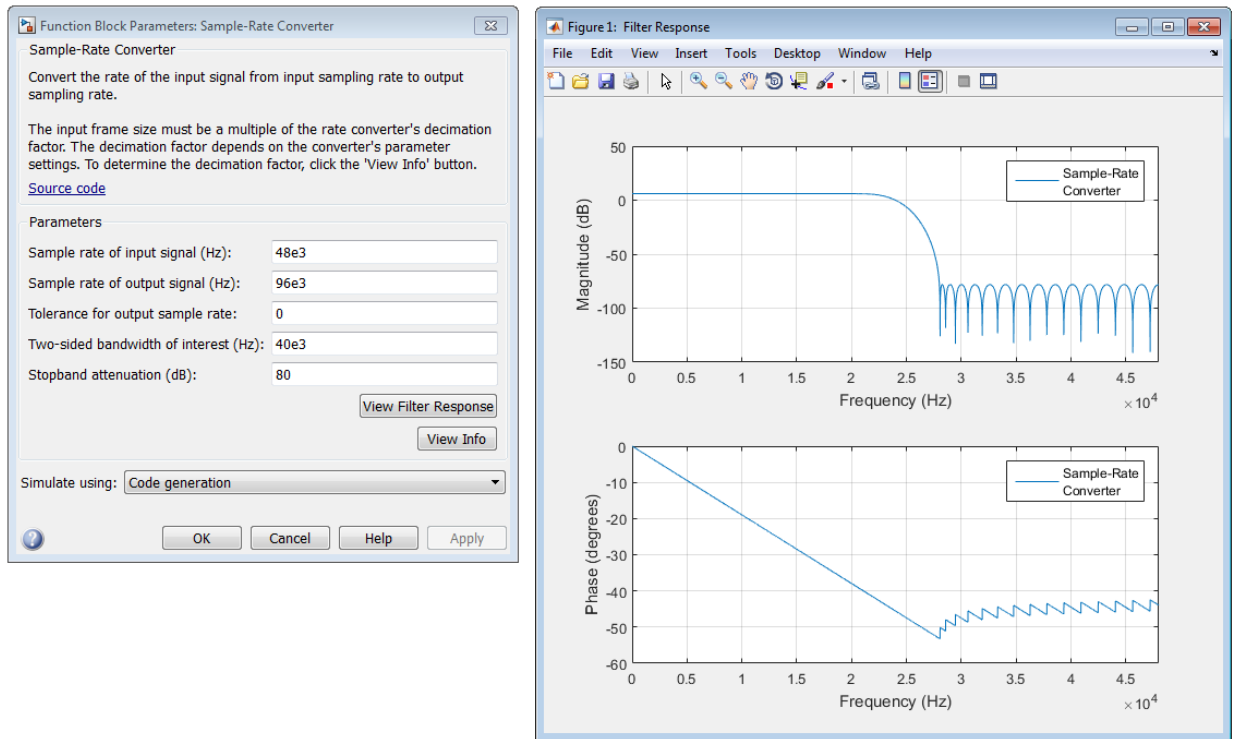 Function Block Parameters: Sample-Rate Converter
Sample-Rate Converter
Convert the rate of the input signal from input sampling rate to output
sampling rate.
The input frame size must be a multiple of the rate converter's decimation
factor. The decimation factor depends on the converter's parameter
settings. To determine the decimation factor, click the 'View Info' button.
Source code
Parameters
Sample rate of input signal (Hz): 48e3
Sample rate of output signal (Hz): 96e3
Tolerance for output sample rate: 0
Two-sided bandwidth of interest (Hz): 40e3
Stopband attenuation (dB): 80
View Filter Response
View Info
Simulate using: Code generation
OK Cancel Help Apply
Figure 1: Filter Response
File Edit View Insert Tools Desktop Window Help
50
0
-50
-100
-150
Magnitude (dB)
Sample-Rate
Converter
0 0.5 1 1.5 2 2.5 3 3.5 4 4.5
Frequency (Hz)
×10⁴
0
-10
-20
-30
-40
-50
-60
Phase (degrees)
Sample-Rate
Converter
0 0.5 1 1.5 2 2.5 3 3.5 4 4.5
Frequency (Hz)
×10⁴